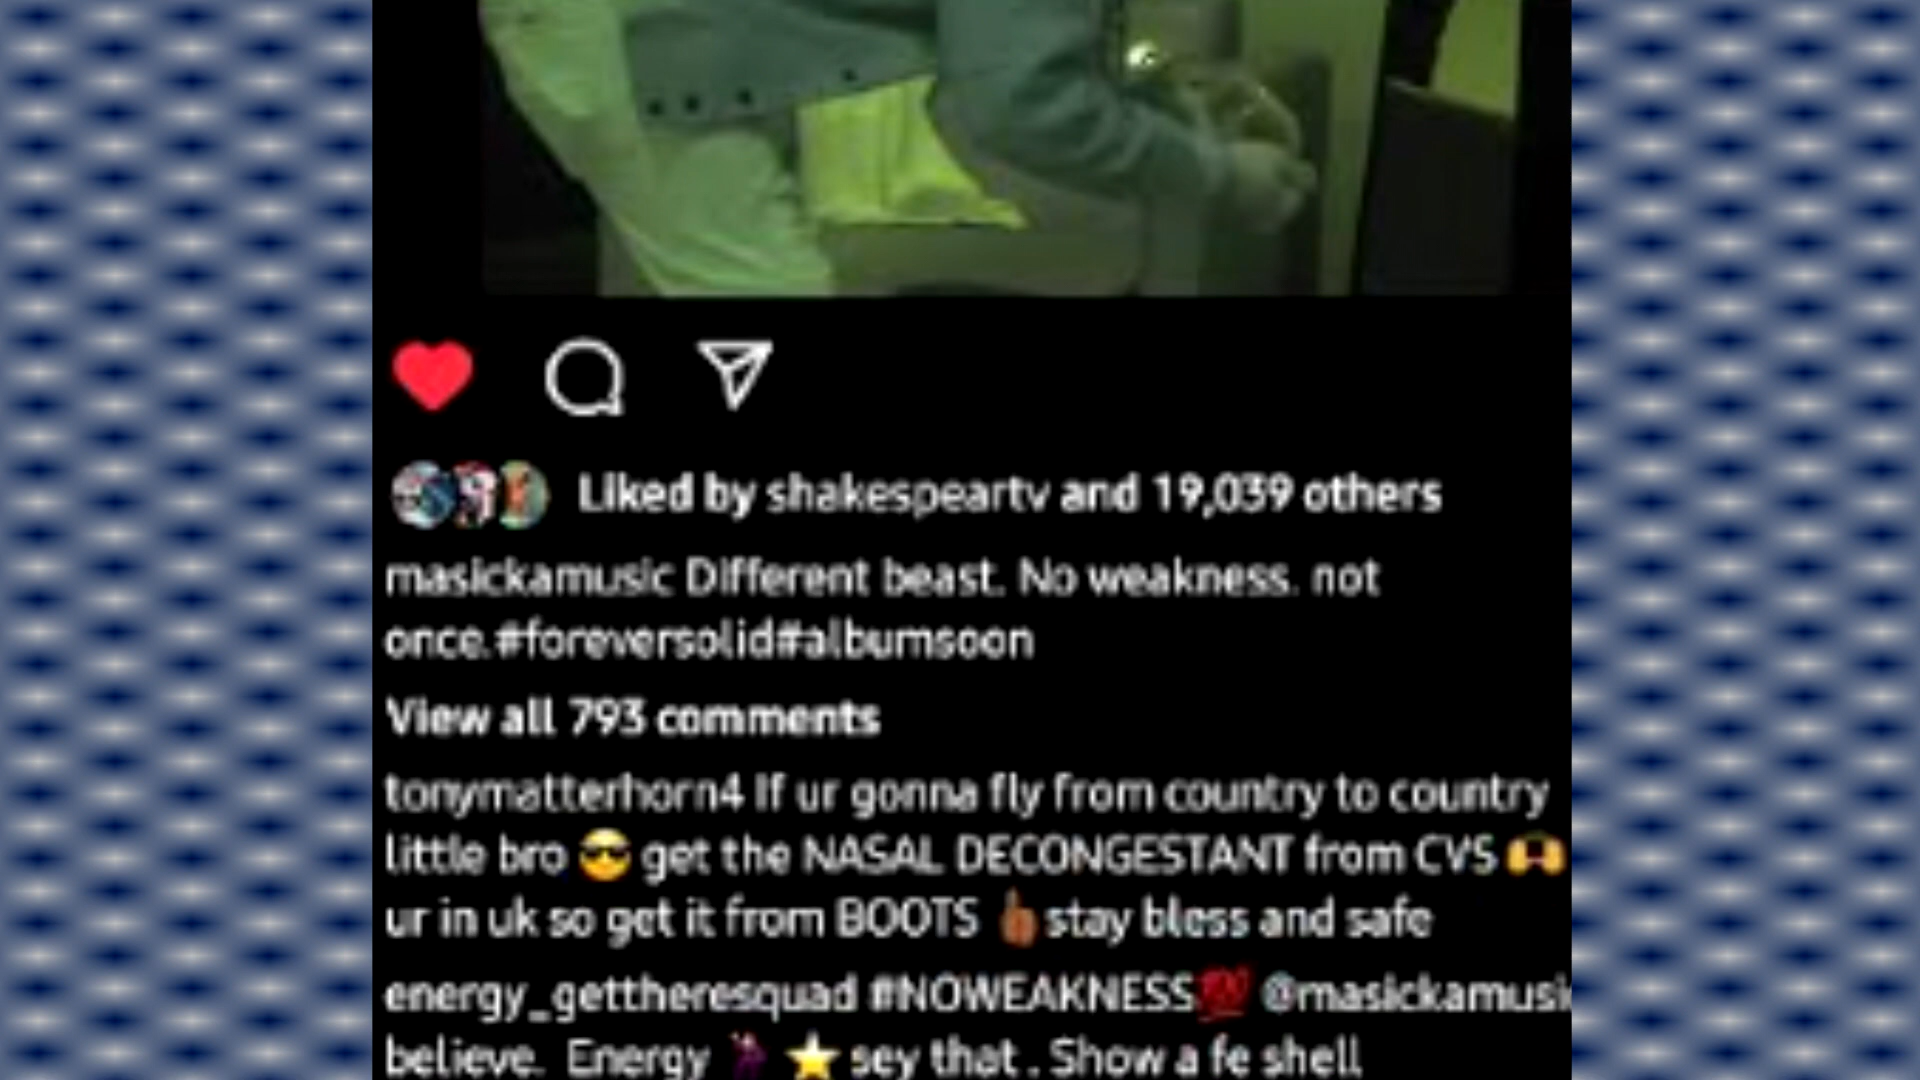 Liked by shakespeartv and 19,039 others
masickamusic Different beast. No weakness. not
once.#foreversolid#albumsoon
View all 793 comments
tonymatterhorn4 If ur gonna fly from country to country
little bro 😎 get the NASAL DECONGESTANT from CVS 🙌
ur in uk so get it from BOOTS 👆🏾stay bless and safe
energy_gettheresquad #NOWEAKNESS💯 @masickamusic
believe. Energy 💃 ⭐ sey that . Show a fe shell